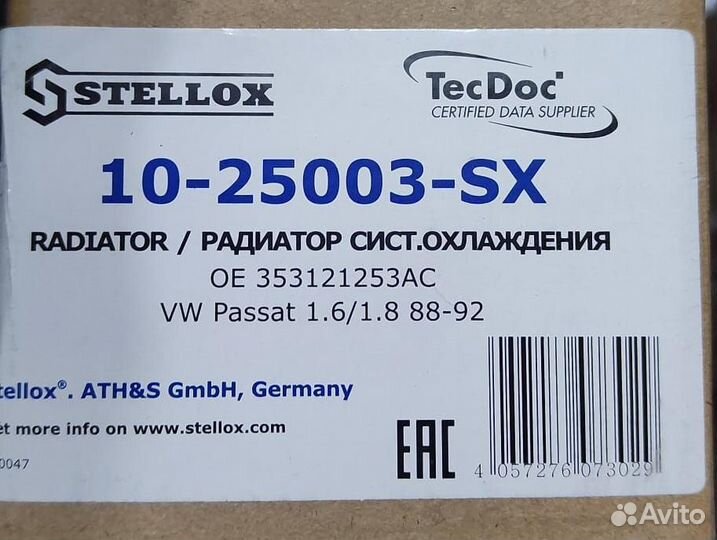 STELLOX
TecDoc
CERTIFIED DATA SUPPLIER
10-25003-SX
RADIATOR / РАДИАТОР СИСТ.ОХЛАЖДЕНИЯ
OE 353121253AC
VW Passat 1.6/1.8 88-92
tellox®. ATH&S GmbH, Germany
et more info on www.stellox.com
0047
EAC
4 057276 073029
Avito